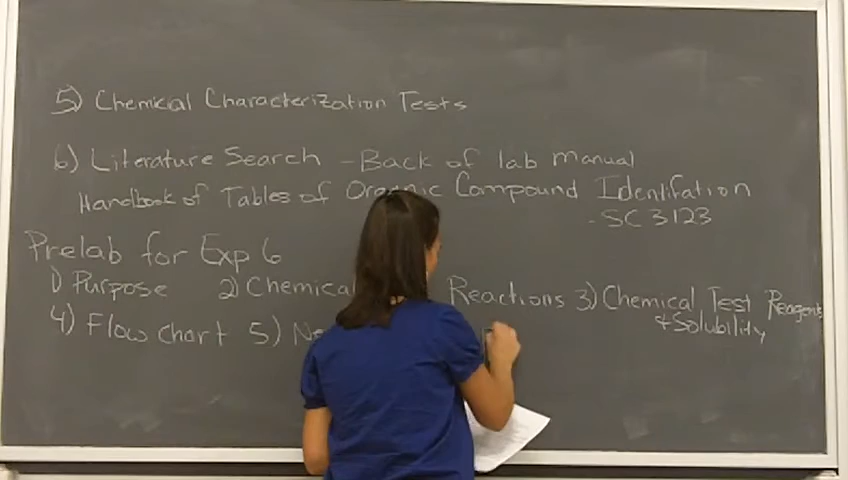 5) Chemical Characterization Tests
6) Literature Search - Back of lab manual
Handbook of Tables of Organic Compound Identifation
- SC 3123
Prelab for Exp 6
1) Purpose 2) Chemical Reactions 3) Chemical Test Reagents
+ Solubility
4) Flow chart 5)